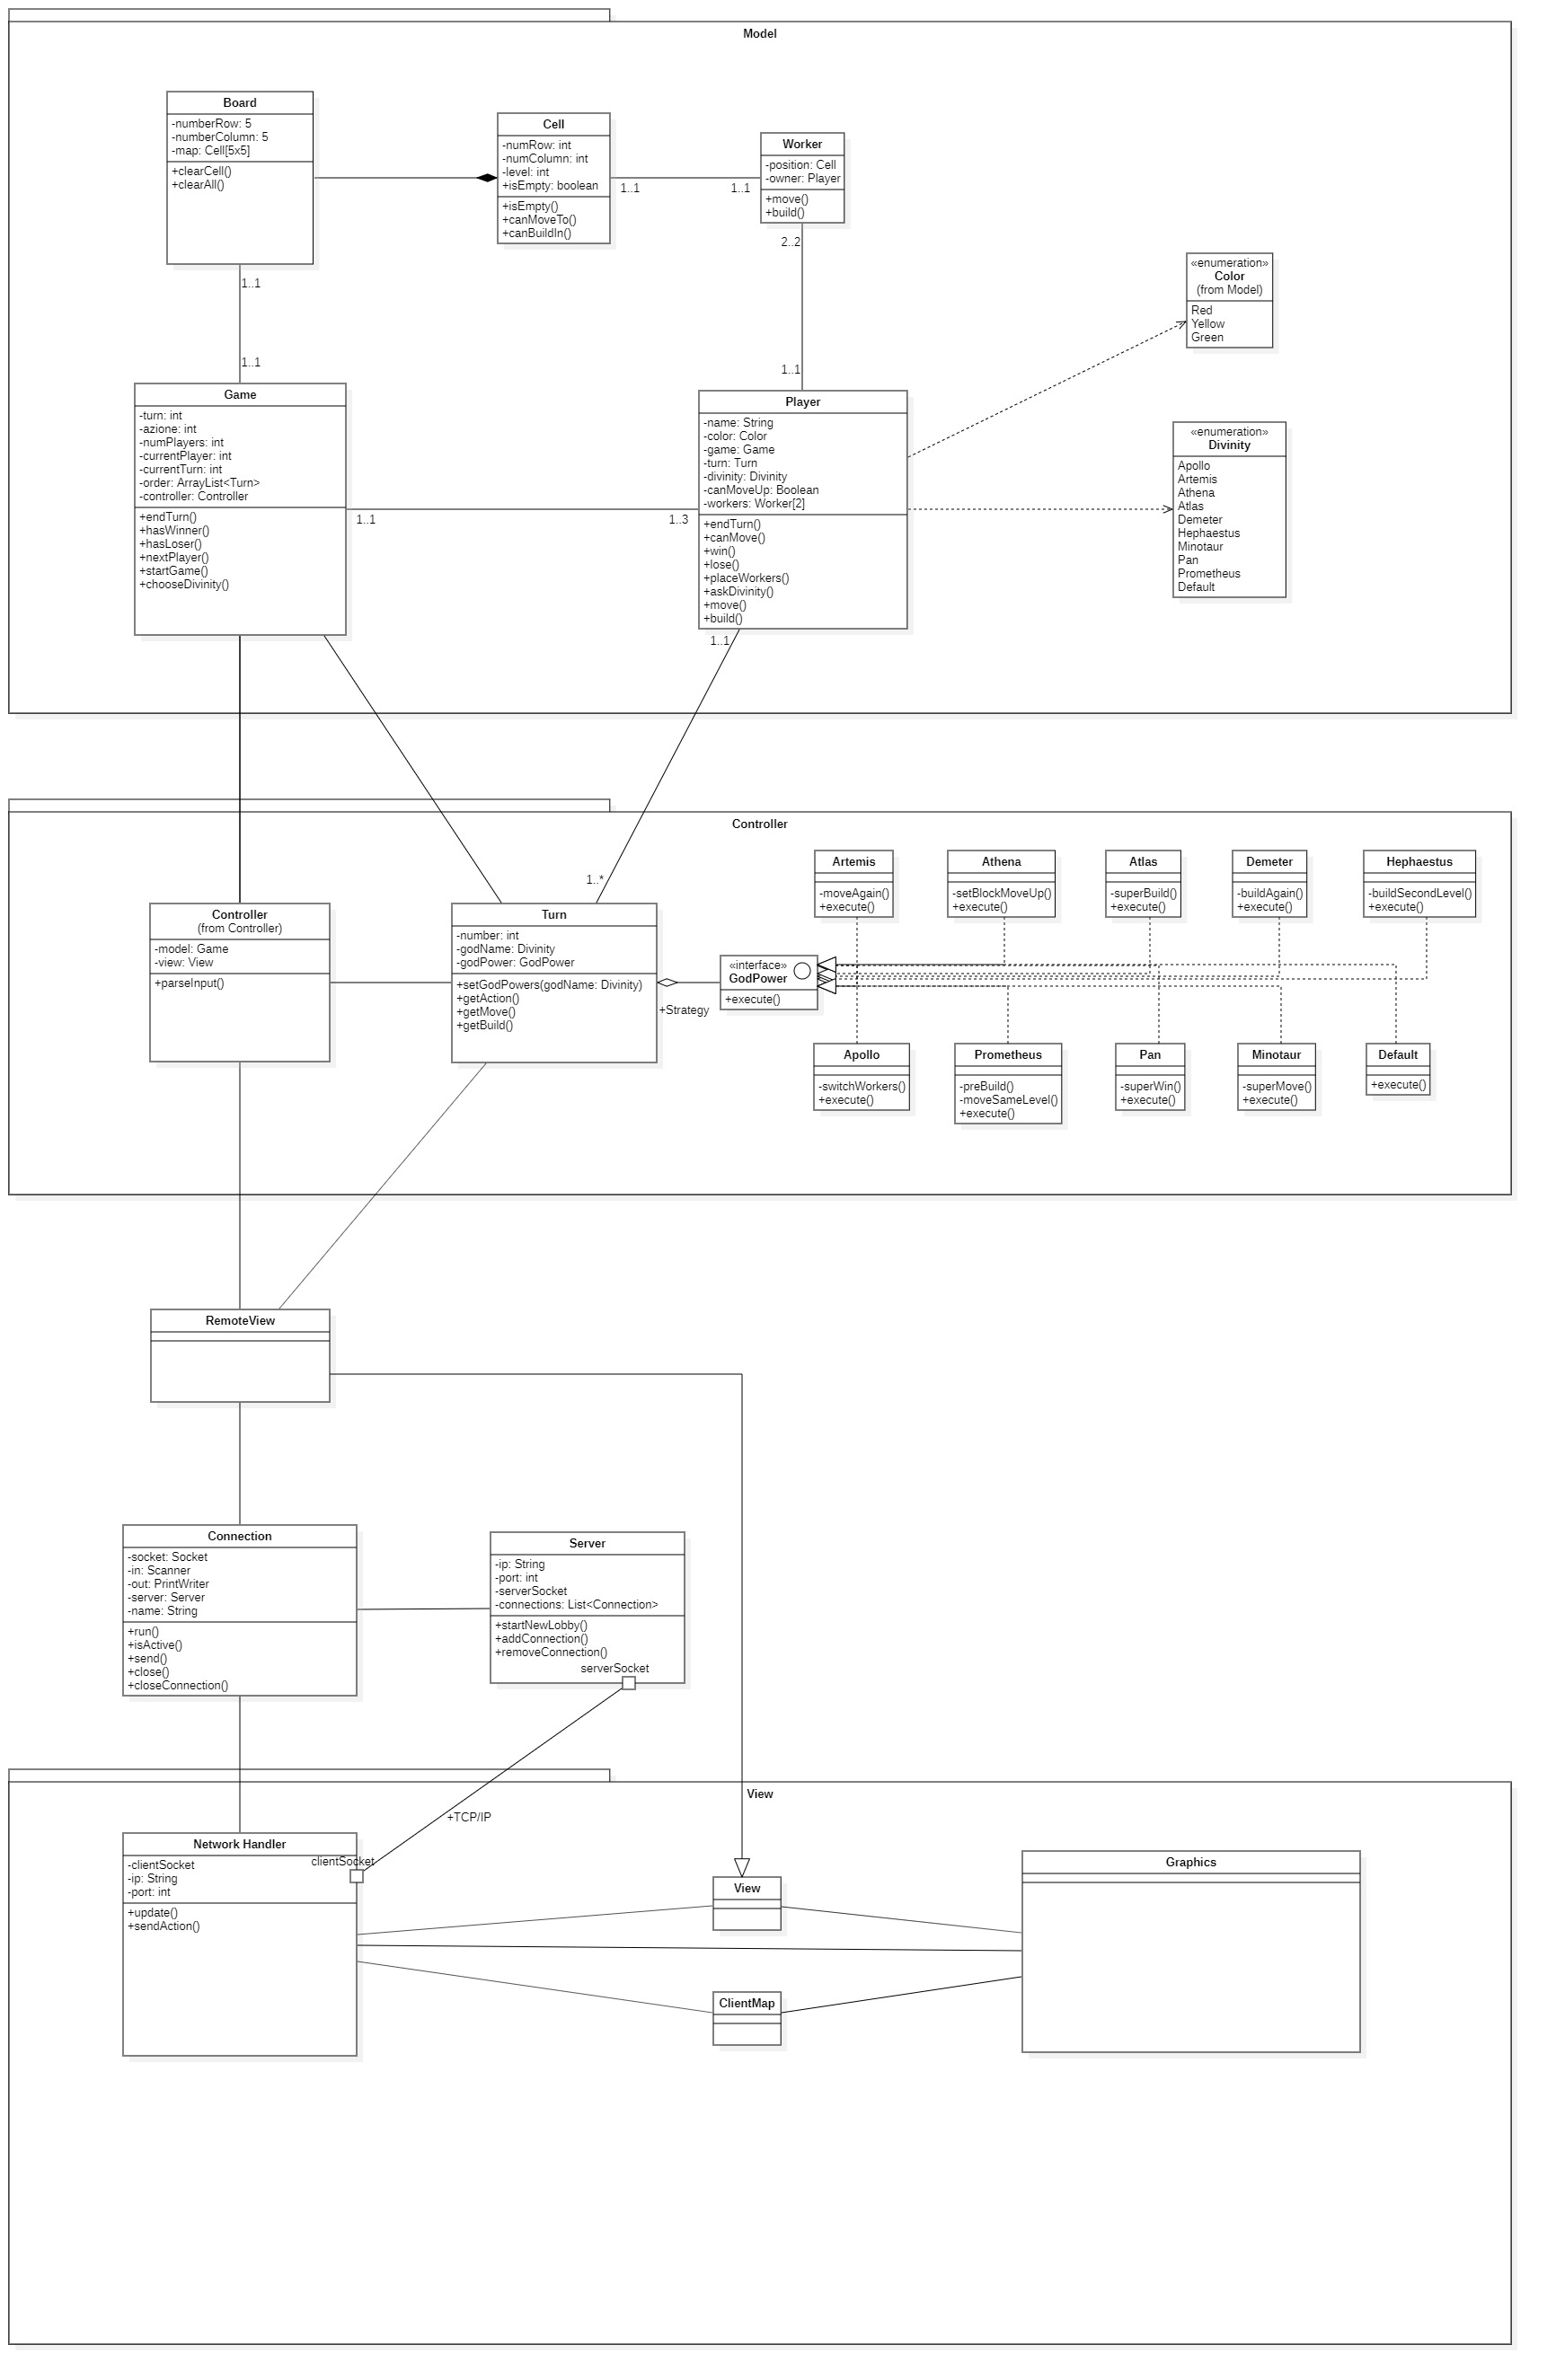 Model
Board
-numberRow: 5
-numberColumn: 5
-map: Cell[5x5]
+clearCell()
+clearAll()
Cell
-numRow: int
-numColumn: int
-level: int
+isEmpty: boolean
+isEmpty()
+canMoveTo()
+canBuildIn()
1..1
1..1
Worker
-position: Cell
-owner: Player
+move()
+build()
2..2
1..1
«enumeration»
Color
(from Model)
Red
Yellow
Green
1..1
1..1
Game
-turn: int
-azione: int
-numPlayers: int
-currentPlayer: int
-currentTurn: int
-order: ArrayList<Turn>
-controller: Controller
+endTurn()
+hasWinner()
+hasLoser()
+nextPlayer()
+startGame()
+chooseDivinity()
1..1
1..3
Player
-name: String
-color: Color
-game: Game
-turn: Turn
-divinity: Divinity
-canMoveUp: Boolean
-workers: Worker[2]
+endTurn()
+canMove()
+win()
+lose()
+placeWorkers()
+askDivinity()
+move()
+build()
1..1
«enumeration»
Divinity
Apollo
Artemis
Athena
Atlas
Demeter
Hephaestus
Minotaur
Pan
Prometheus
Default
Controller
1..*
Controller
(from Controller)
-model: Game
-view: View
+parseInput()
Turn
-number: int
-godName: Divinity
-godPower: GodPower
+setGodPowers(godName: Divinity)
+getAction()
+getMove()
+getBuild()
+Strategy
«interface»
GodPower
+execute()
Artemis
-moveAgain()
+execute()
Athena
-setBlockMoveUp()
+execute()
Atlas
-superBuild()
+execute()
Demeter
-buildAgain()
+execute()
Hephaestus
-buildSecondLevel()
+execute()
Apollo
-switchWorkers()
+execute()
Prometheus
-preBuild()
-moveSameLevel()
+execute()
Pan
-superWin()
+execute()
Minotaur
-superMove()
+execute()
Default
+execute()
RemoteView
Connection
-socket: Socket
-in: Scanner
-out: PrintWriter
-server: Server
-name: String
+run()
+isActive()
+send()
+close()
+closeConnection()
Server
-ip: String
-port: int
-serverSocket
-connections: List<Connection>
+startNewLobby()
+addConnection()
+removeConnection()
serverSocket
View
+TCP/IP
Network Handler
-clientSocket
-ip: String
-port: int
+update()
+sendAction()
clientSocket
View
ClientMap
Graphics